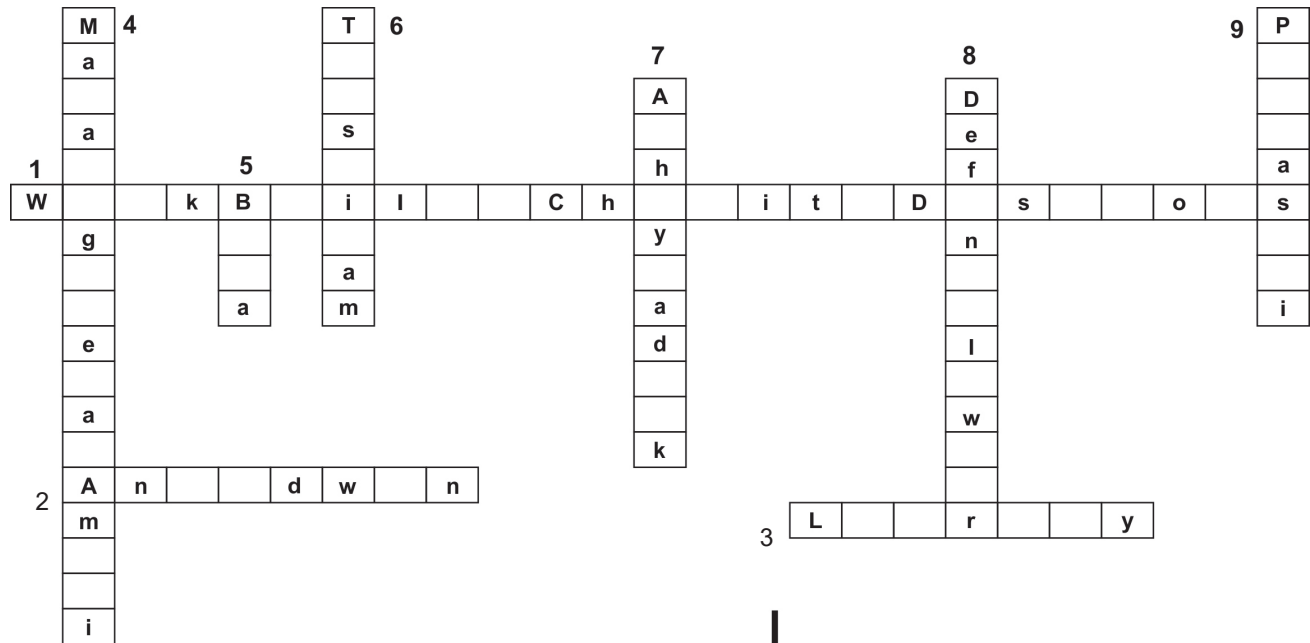 M 4 T 6 9 P
a 7 8
A D
a s e
1 5 h f a
W k B i l C h i t D s o s
g y n
a
a m a i
e d l
a w
k
A n d w n
2 m
L r y
3
i